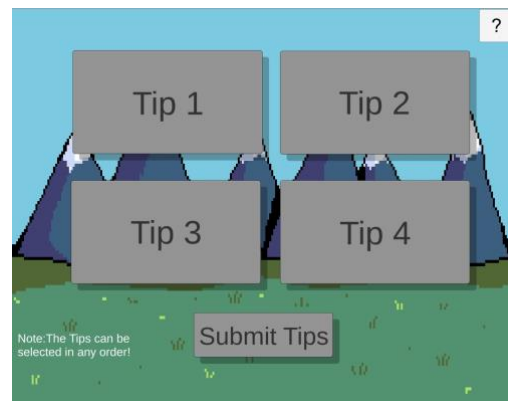 ?
Tip 1
Tip 2
Tip 3
Tip 4
Submit Tips
Note:The Tips can be
selected in any order!